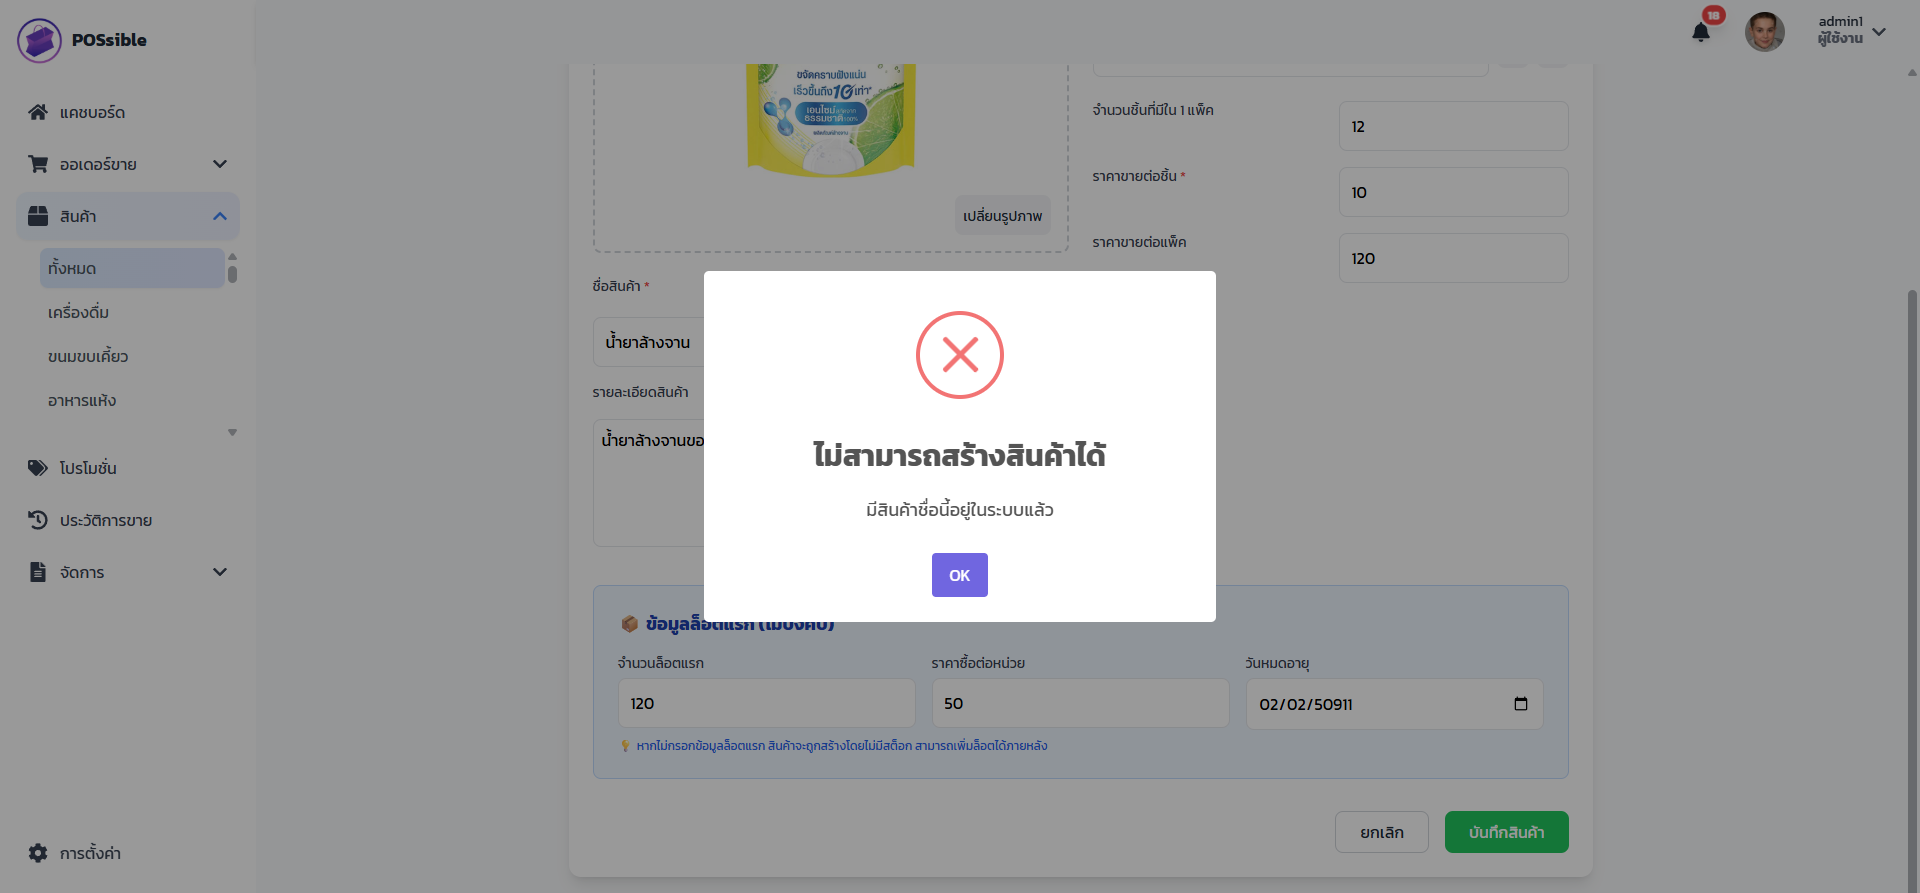 POSsible
18
admin1
ผู้ใช้งาน
แดชบอร์ด
ออเดอร์ขาย
สินค้า
ทั้งหมด
เครื่องดื่ม
ขนมขบเคี้ยว
อาหารแห้ง
โปรโมชั่น
ประวัติการขาย
จัดการ
การตั้งค่า
ขจัดคราบฝังแน่น
เร็วขึ้นถึง 10 เท่า*
เอนไซม์
ธรรมชาติ 100%
เปลี่ยนรูปภาพ
จำนวนชิ้นที่มีใน 1 แพ็ค
12
ราคาขายต่อชิ้น *
10
ราคาขายต่อแพ็ค
120
ชื่อสินค้า *
น้ำยาล้างจาน
รายละเอียดสินค้า
น้ำยาล้างจานขอ
ไม่สามารถสร้างสินค้าได้
มีสินค้าชื่อนี้อยู่ในระบบแล้ว
OK
ข้อมูลล็อตแรก (ไม่บังคับ)
จำนวนล็อตแรก
120
ราคาซื้อต่อหน่วย
50
วันหมดอายุ
02/02/50911
หากไม่กรอกข้อมูลล็อตแรก สินค้าจะถูกสร้างโดยไม่มีสต็อก สามารถเพิ่มล็อตได้ภายหลัง
ยกเลิก
บันทึกสินค้า